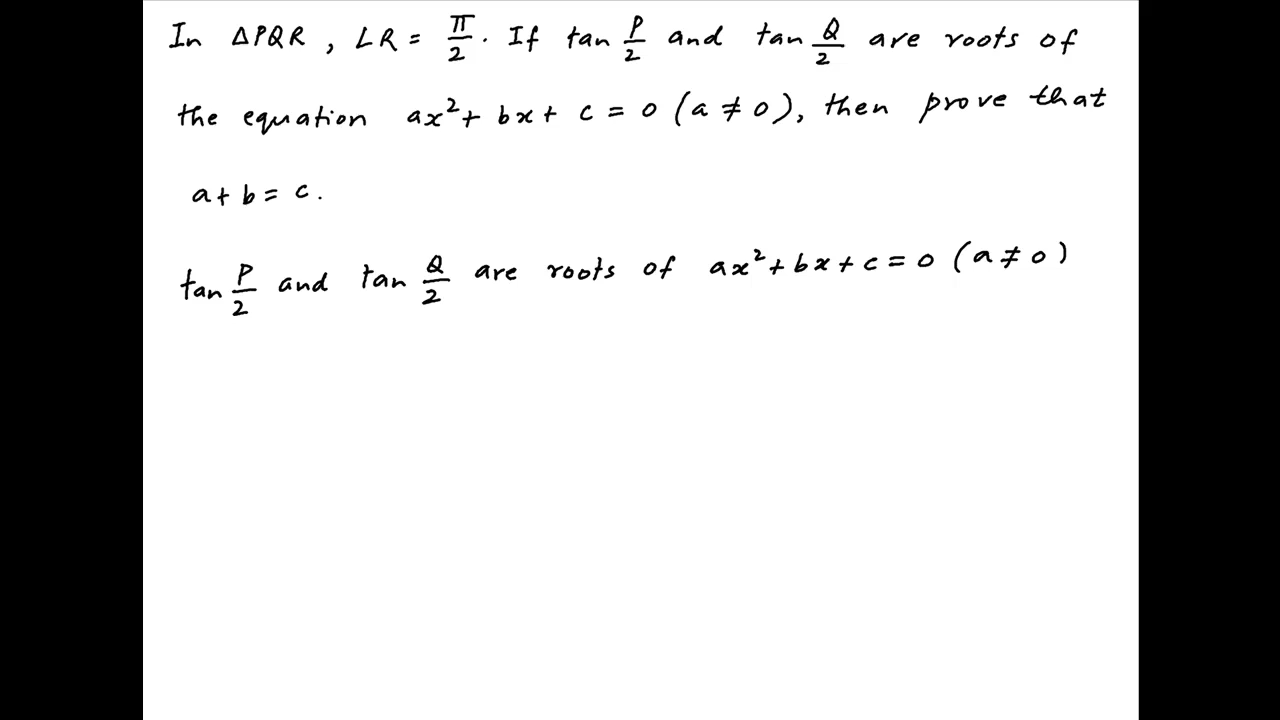 In ΔPQR, ∠R = π/2. If tan P/2 and tan Q/2 are roots of
the equation ax² + bx + c = 0 (a ≠ 0), then prove that
a + b = c.
tan P/2 and tan Q/2 are roots of ax² + bx + c = 0 (a ≠ 0)